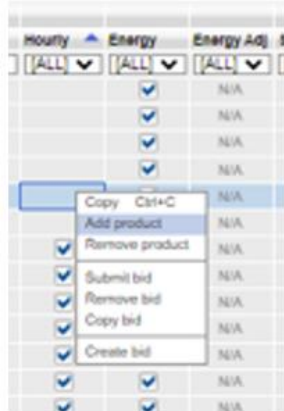 Hourly Energy Energy Adj
[ALL] [ALL] [ALL]
N/A
N/A
N/A
N/A
N/A
N/A
N/A
N/A
N/A
N/A
N/A
N/A
N/A
Copy Ctrl+C
Add product
Remove product
Submit bid
Remove bid
Copy bid
Create bid